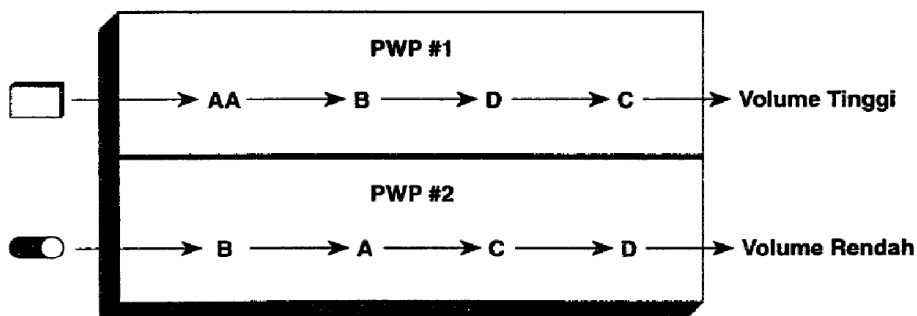 PWP #1
AA B D C Volume Tinggi
PWP #2
B A C D Volume Rendah